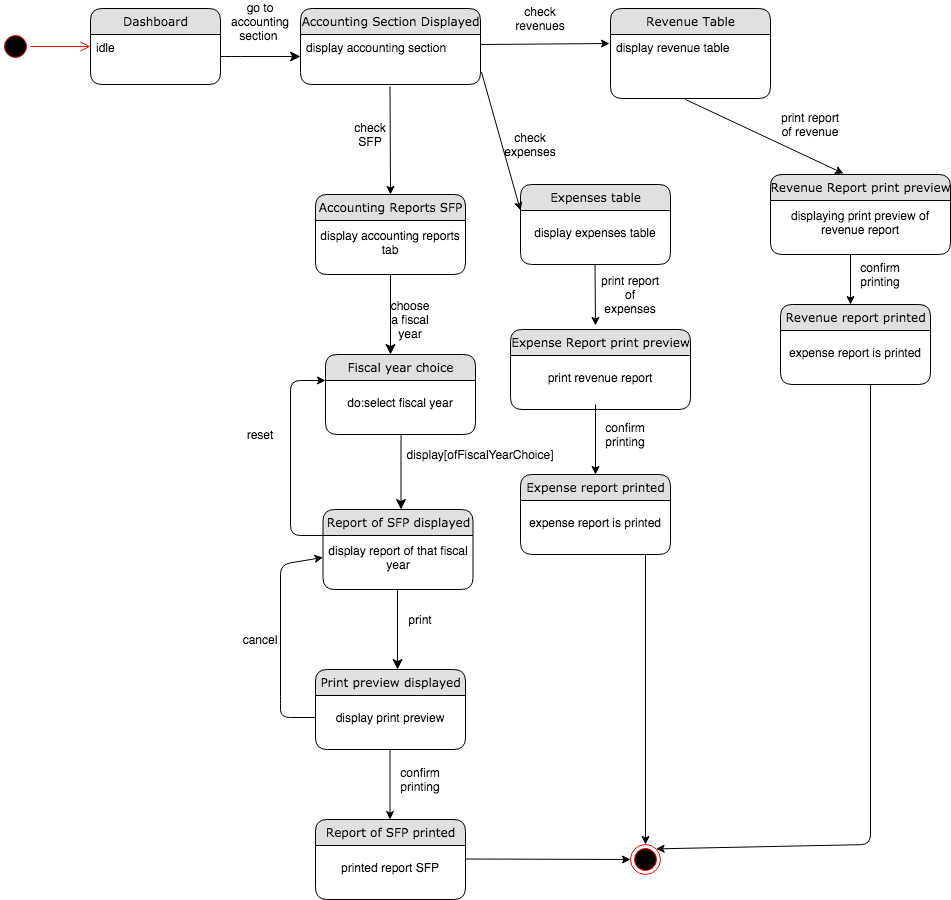 Dashboard
idle
go to
accounting
section
Accounting Section Displayed
display accounting section
check
revenues
Revenue Table
display revenue table
print report
of revenue
check
SFP
check
expenses
Revenue Report print preview
displaying print preview of
revenue report
Accounting Reports SFP
display accounting reports
tab
Expenses table
display expenses table
confirm
printing
print report
of
expenses
choose
a fiscal
year
Revenue report printed
expense report is printed
Expense Report print preview
print revenue report
Fiscal year choice
do:select fiscal year
reset
confirm
printing
display[ofFiscalYearChoice]
Expense report printed
expense report is printed
Report of SFP displayed
display report of that fiscal
year
cancel
print
Print preview displayed
display print preview
confirm
printing
Report of SFP printed
printed report SFP